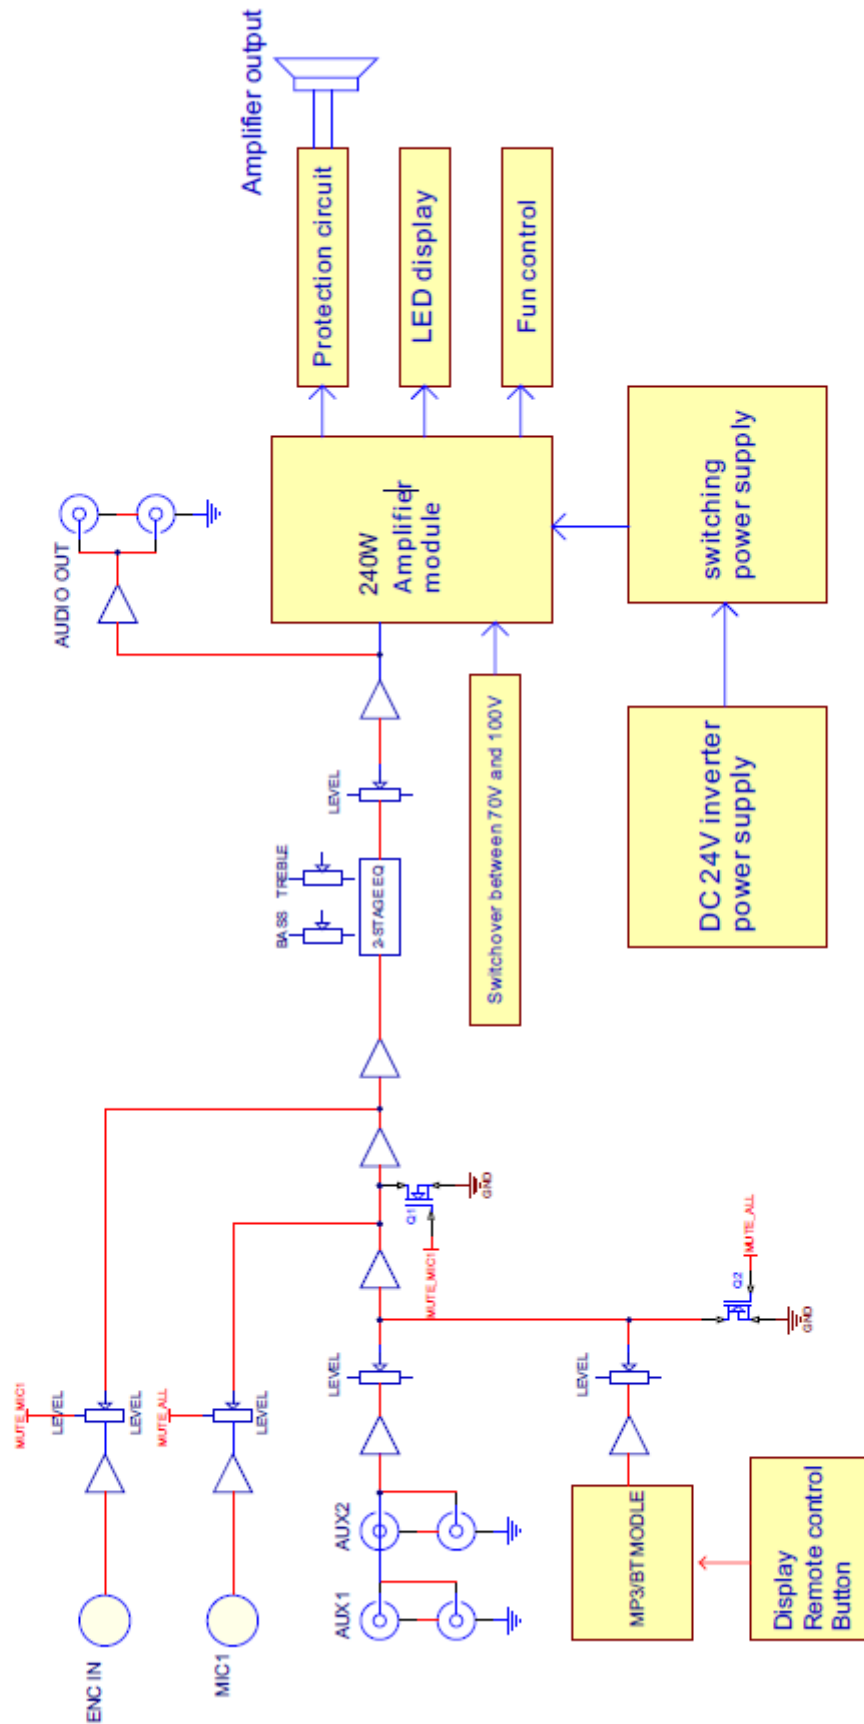 ENC IN
MUTE_MIC1
LEVEL
LEVEL
MIC1
MUTE_ALL
LEVEL
LEVEL
AUX1
AUX2
LEVEL
MUTE_MIC1
Q1
GND
BASS
TREBLE
2-STAGE EQ
LEVEL
AUDIO OUT
240W
Amplifier
module
Amplifier output
Protection circuit
LED display
Fun control
Switchover between 70V and 100V
MP3/BT MODLE
LEVEL
Q2
MUTE_ALL
GND
Display
Remote control
Button
DC 24V inverter
power supply
switching
power supply